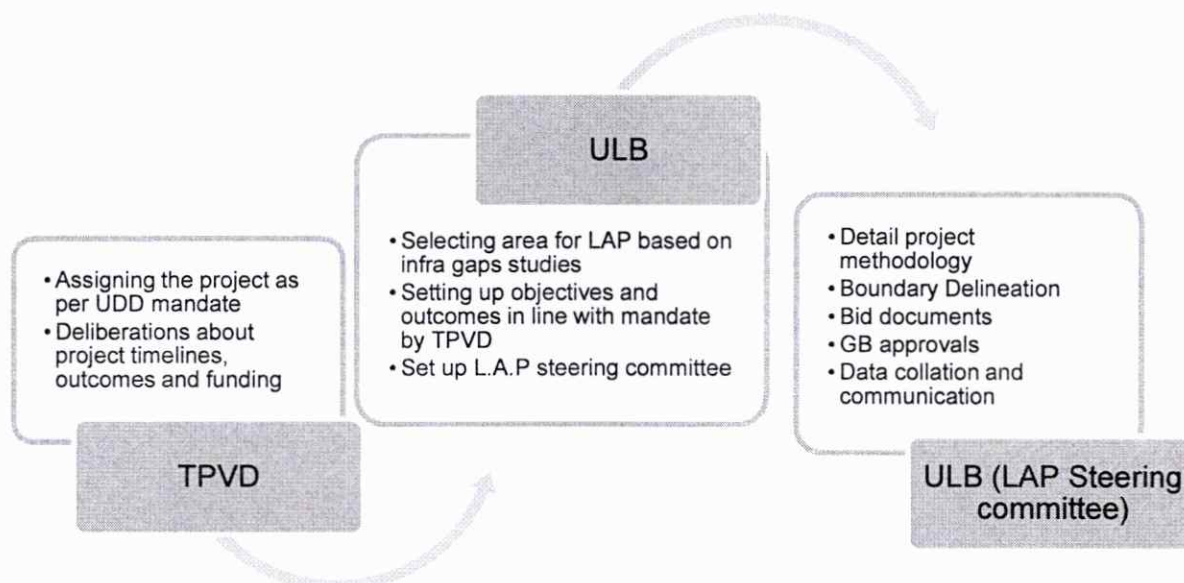 • Assigning the project as
per UDD mandate
• Deliberations about
project timelines,
outcomes and funding
TPVD
ULB
• Selecting area for LAP based on
infra gaps studies
• Setting up objectives and
outcomes in line with mandate
by TPVD
• Set up L.A.P steering committee
• Detail project
methodology
• Boundary Delineation
• Bid documents
• GB approvals
• Data collation and
communication
ULB (LAP Steering
committee)